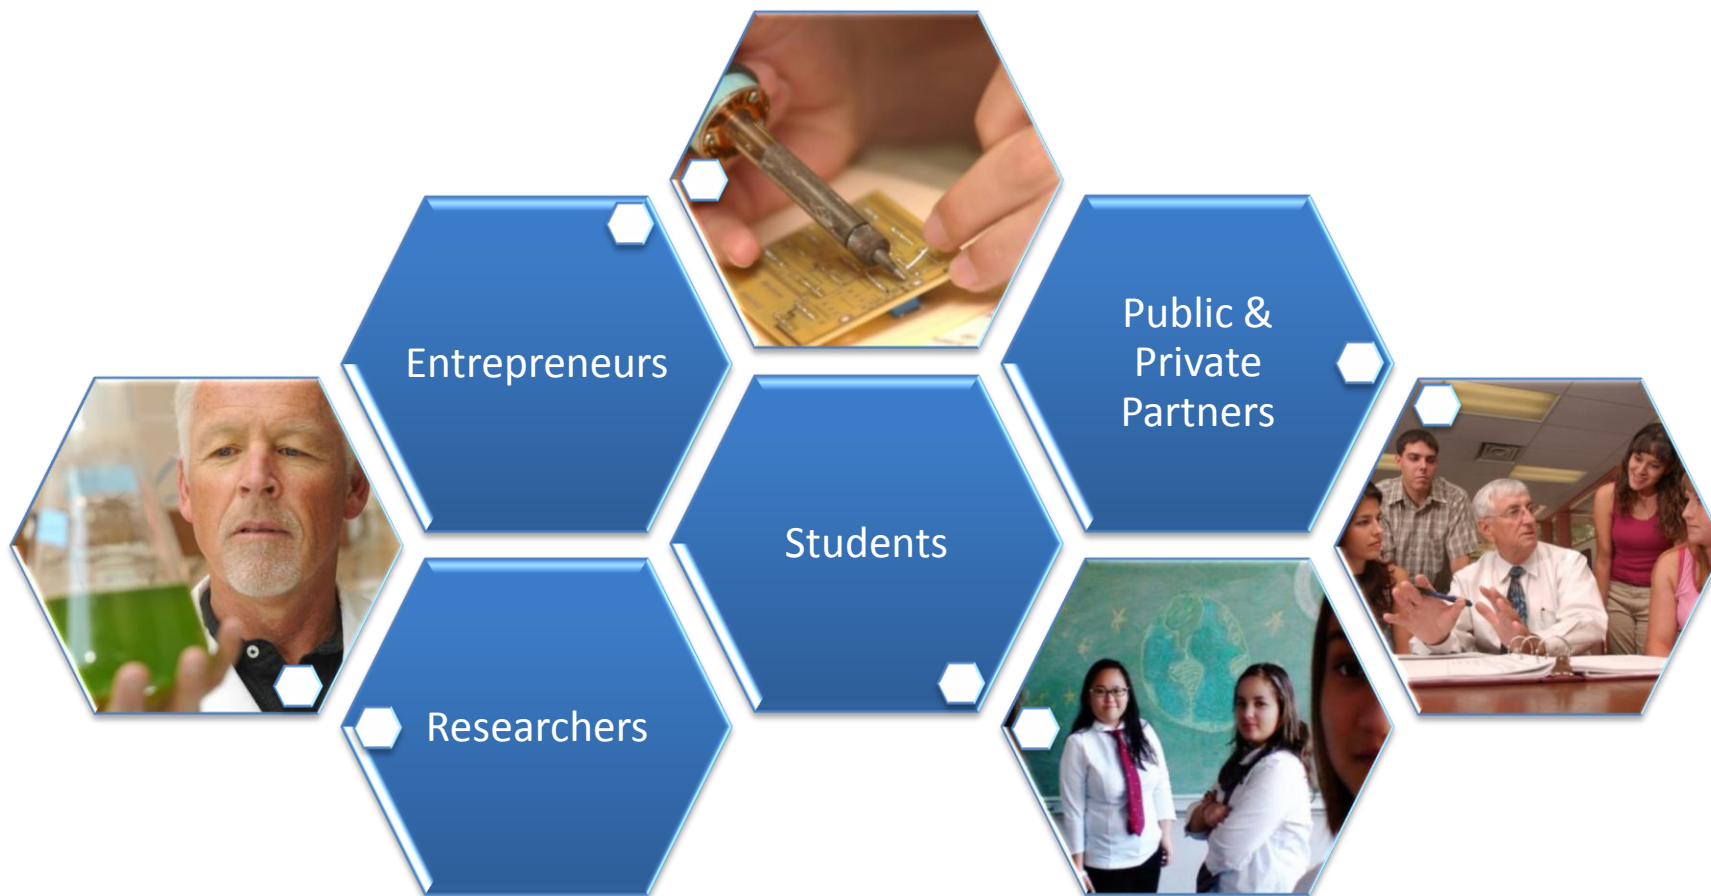 Entrepreneurs
Public &
Private
Partners
Students
Researchers